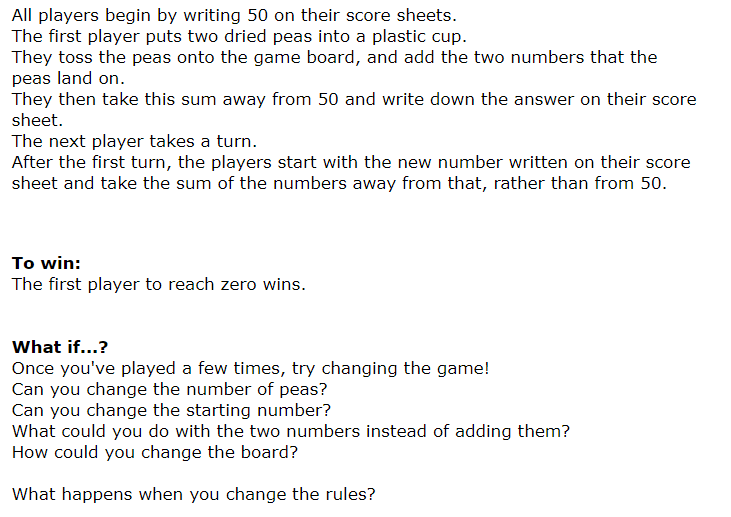 All players begin by writing 50 on their score sheets.
The first player puts two dried peas into a plastic cup.
They toss the peas onto the game board, and add the two numbers that the
peas land on.
They then take this sum away from 50 and write down the answer on their score
sheet.
The next player takes a turn.
After the first turn, the players start with the new number written on their score
sheet and take the sum of the numbers away from that, rather than from 50.
To win:
The first player to reach zero wins.
What if...?
Once you've played a few times, try changing the game!
Can you change the number of peas?
Can you change the starting number?
What could you do with the two numbers instead of adding them?
How could you change the board?
What happens when you change the rules?